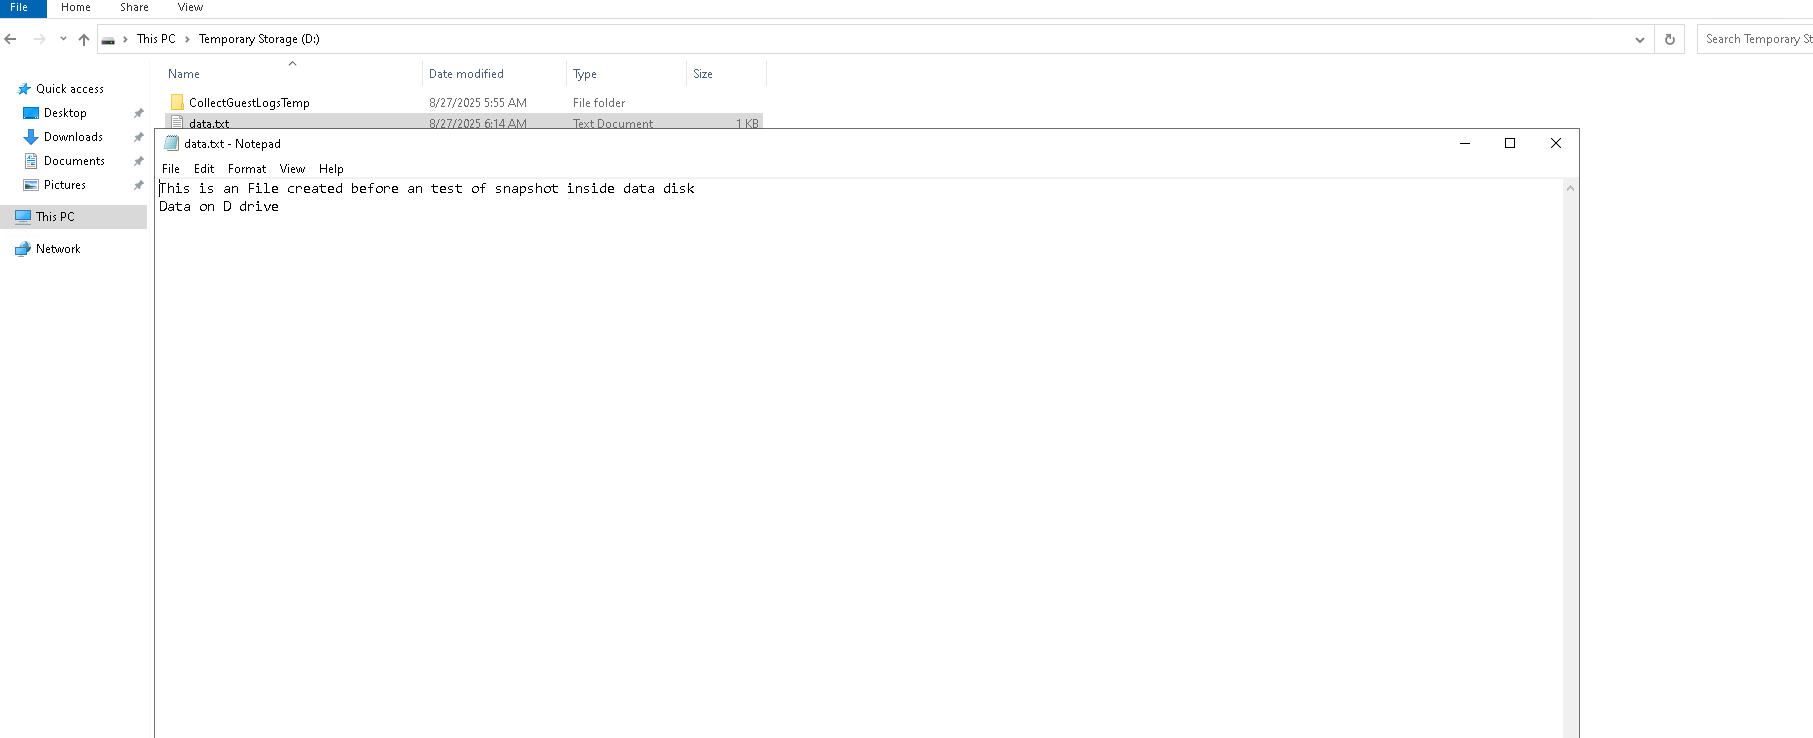 File Home Share View
This PC > Temporary Storage (D:)
Search Temporary St
Name Date modified Type Size
Quick access
Desktop
Downloads
Documents
Pictures
This PC
Network
CollectGuestLogsTemp 8/27/2025 5:55 AM File folder
data.txt 8/27/2025 6:14 AM Text Document 1 KB
data.txt - Notepad
File Edit Format View Help
This is an File created before an test of snapshot inside data disk
Data on D drive